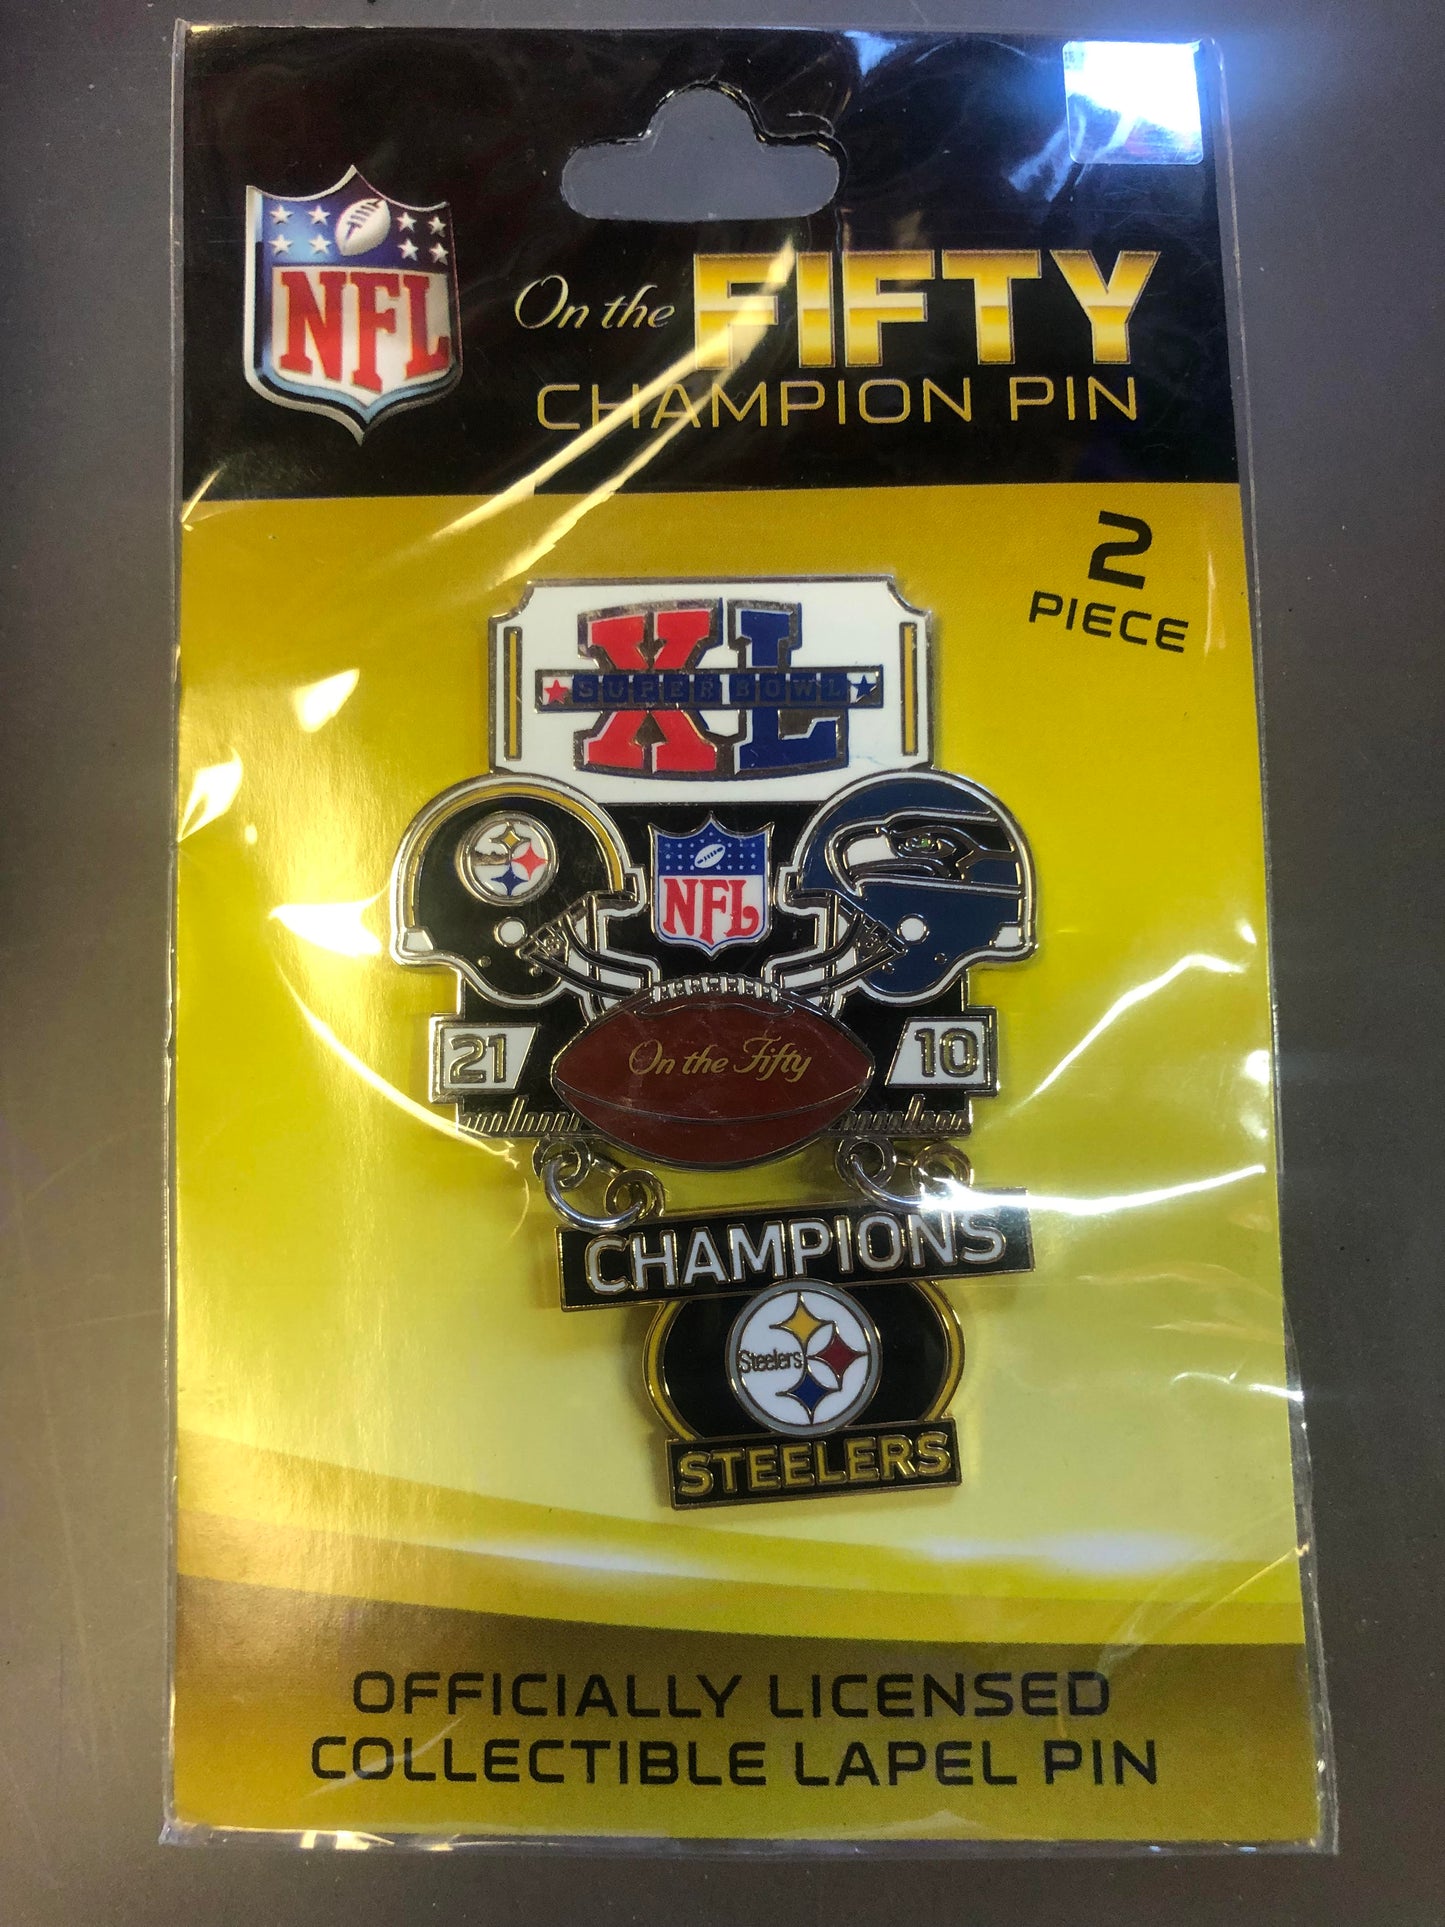 NFL
On the FIFTY
CHAMPION PIN
2
PIECE
XL
SUPER BOWL
NFL
21
On the Fifty
10
CHAMPIONS
Steelers
STEELERS
OFFICIALLY LICENSED
COLLECTIBLE LAPEL PIN